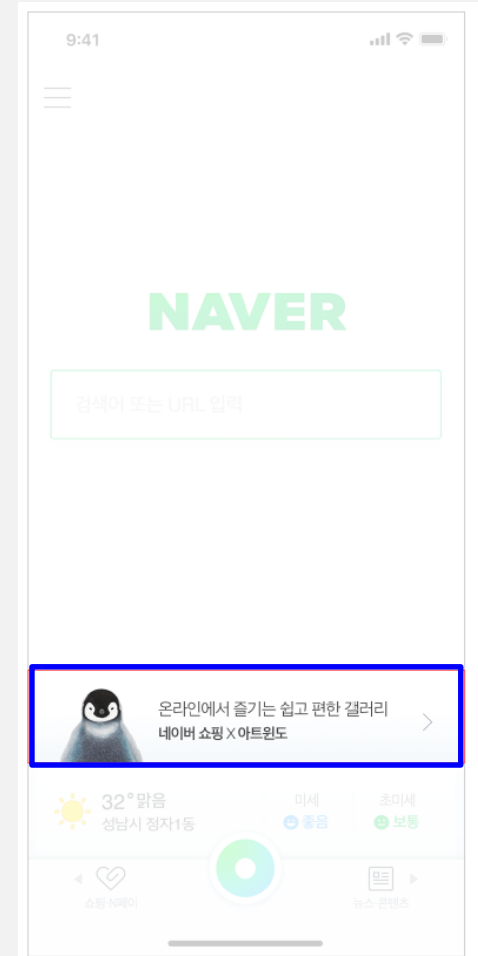 9:41
NAVER
검색어 또는 URL 입력
온라인에서 즐기는 쉽고 편한 갤러리
네이버 쇼핑 X 아트윈도
32°맑음
미세
초미세
성남시 정자1동
좋음
보통
쇼핑·N페이
뉴스·콘텐츠